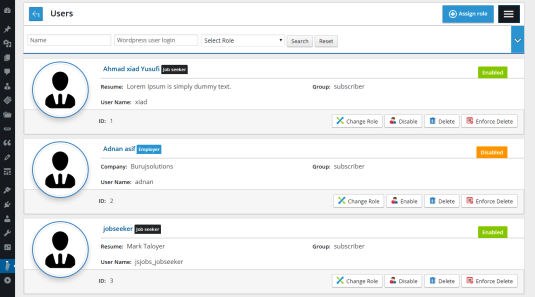 Users
Assign role
Name
Wordpress user login
Select Role
Search
Reset
Ahmad xiad Yusufi Job seeker
Enabled
Resume: Lorem Ipsum is simply dummy text.
Group: subscriber
User Name: xiad
ID: 1
Change Role
Disable
Delete
Enforce Delete
Adnan asif Employer
Disabled
Company: Burujsolutions
Group: subscriber
User Name: adnan
ID: 2
Change Role
Enable
Delete
Enforce Delete
jobseeker Job seeker
Enabled
Resume: Mark Taloyer
Group: subscriber
User Name: jsjobs_jobseeker
ID: 3
Change Role
Disable
Delete
Enforce Delete